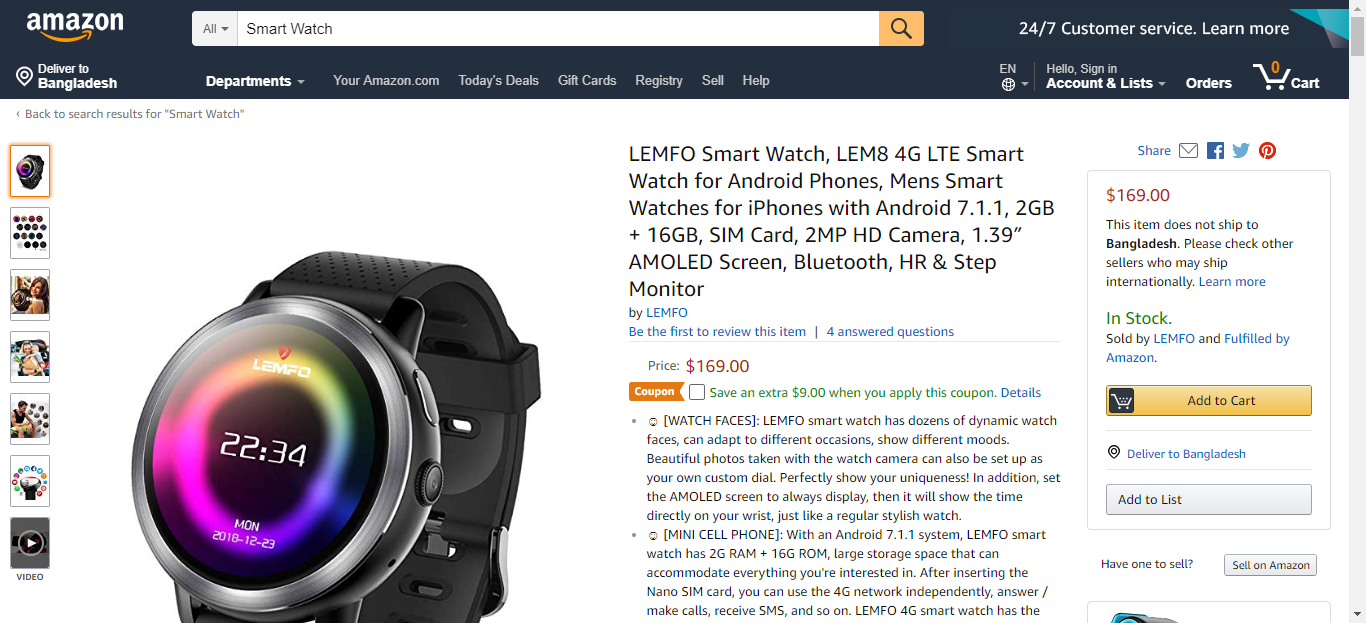 amazon
All
Smart Watch
24/7 Customer service. Learn more
Deliver to
Bangladesh
Departments
Your Amazon.com
Today's Deals
Gift Cards
Registry
Sell
Help
EN
Hello, Sign in
Account & Lists
Orders
0
Cart
‹ Back to search results for "Smart Watch"
VIDEO
LEMFO
22:34
MON
2018-12-23
LEMFO Smart Watch, LEM8 4G LTE Smart
Watch for Android Phones, Mens Smart
Watches for iPhones with Android 7.1.1, 2GB
+ 16GB, SIM Card, 2MP HD Camera, 1.39”
AMOLED Screen, Bluetooth, HR & Step
Monitor
by LEMFO
Be the first to review this item | 4 answered questions
Price: $169.00
Coupon Save an extra $9.00 when you apply this coupon. Details
• ☺ [WATCH FACES]: LEMFO smart watch has dozens of dynamic watch
faces, can adapt to different occasions, show different moods.
Beautiful photos taken with the watch camera can also be set up as
your own custom dial. Perfectly show your uniqueness! In addition, set
the AMOLED screen to always display, then it will show the time
directly on your wrist, just like a regular stylish watch.
• ☺ [MINI CELL PHONE]: With an Android 7.1.1 system, LEMFO smart
watch has 2G RAM + 16G ROM, large storage space that can
accommodate everything you're interested in. After inserting the
Nano SIM card, you can use the 4G network independently, answer /
make calls, receive SMS, and so on. LEMFO 4G smart watch has the
Share
$169.00
This item does not ship to
Bangladesh. Please check other
sellers who may ship
internationally. Learn more
In Stock.
Sold by LEMFO and Fulfilled by
Amazon.
Add to Cart
Deliver to Bangladesh
Add to List
Have one to sell?
Sell on Amazon